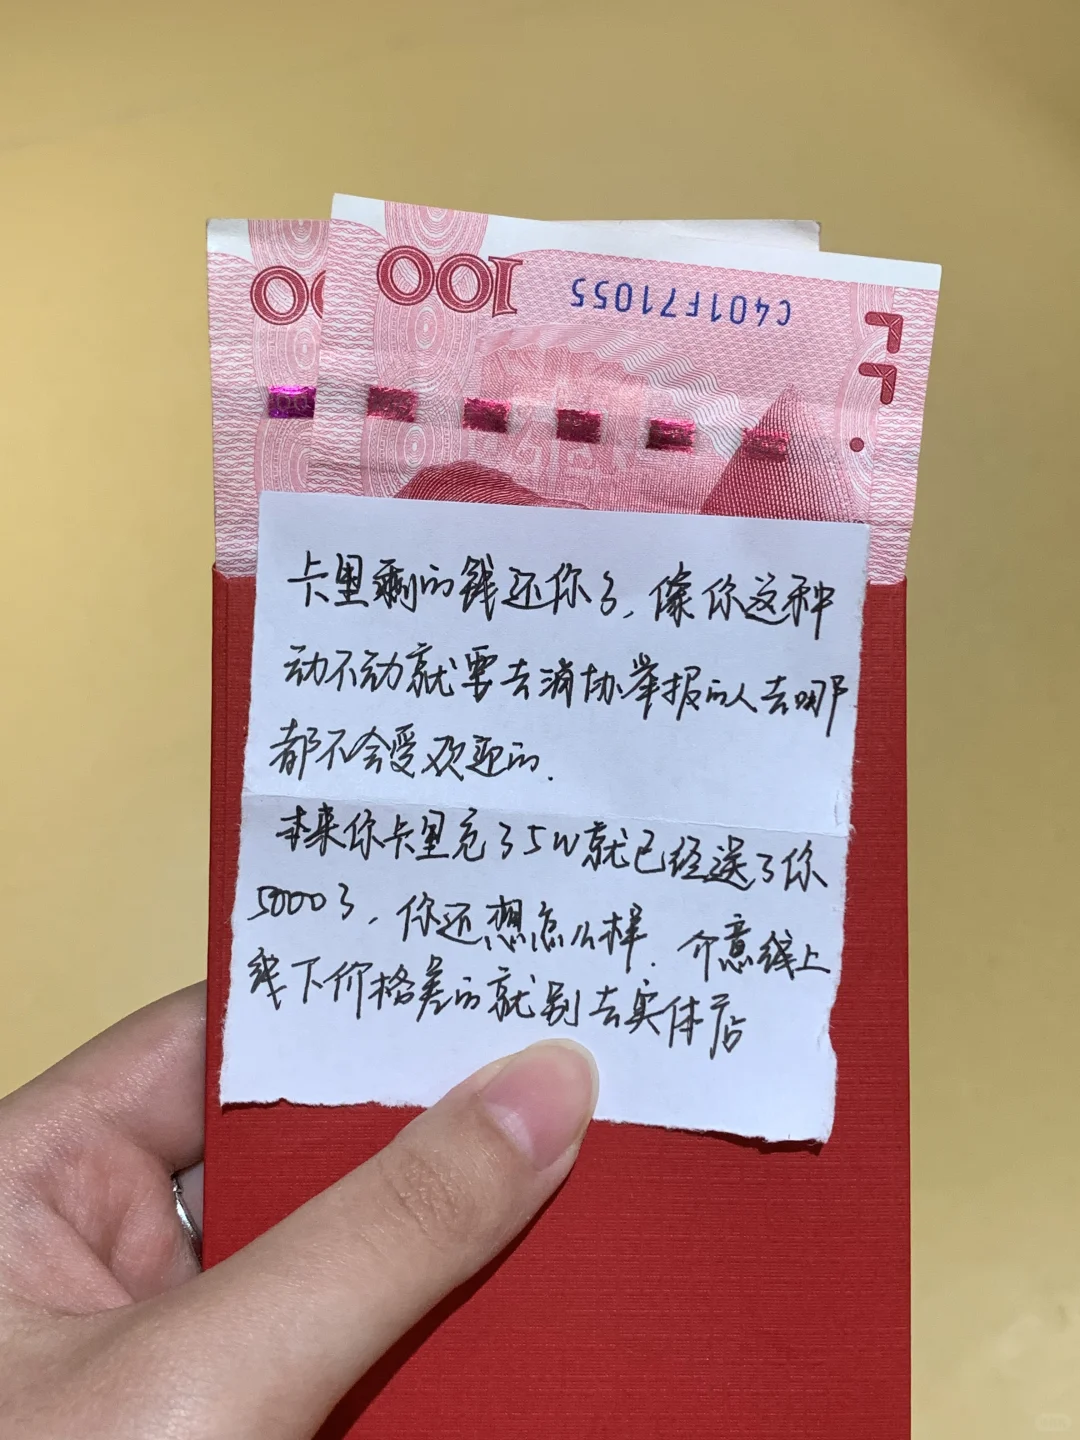 100
00
C401F71055
卡里剩的钱还你了，像你这种
动不动就要去消协举报的人去哪
都不会受欢迎的.
本来你卡里充了5W就已经送了你
5000了，你还想怎么样.介意线上
线下价格差的就别去实体店